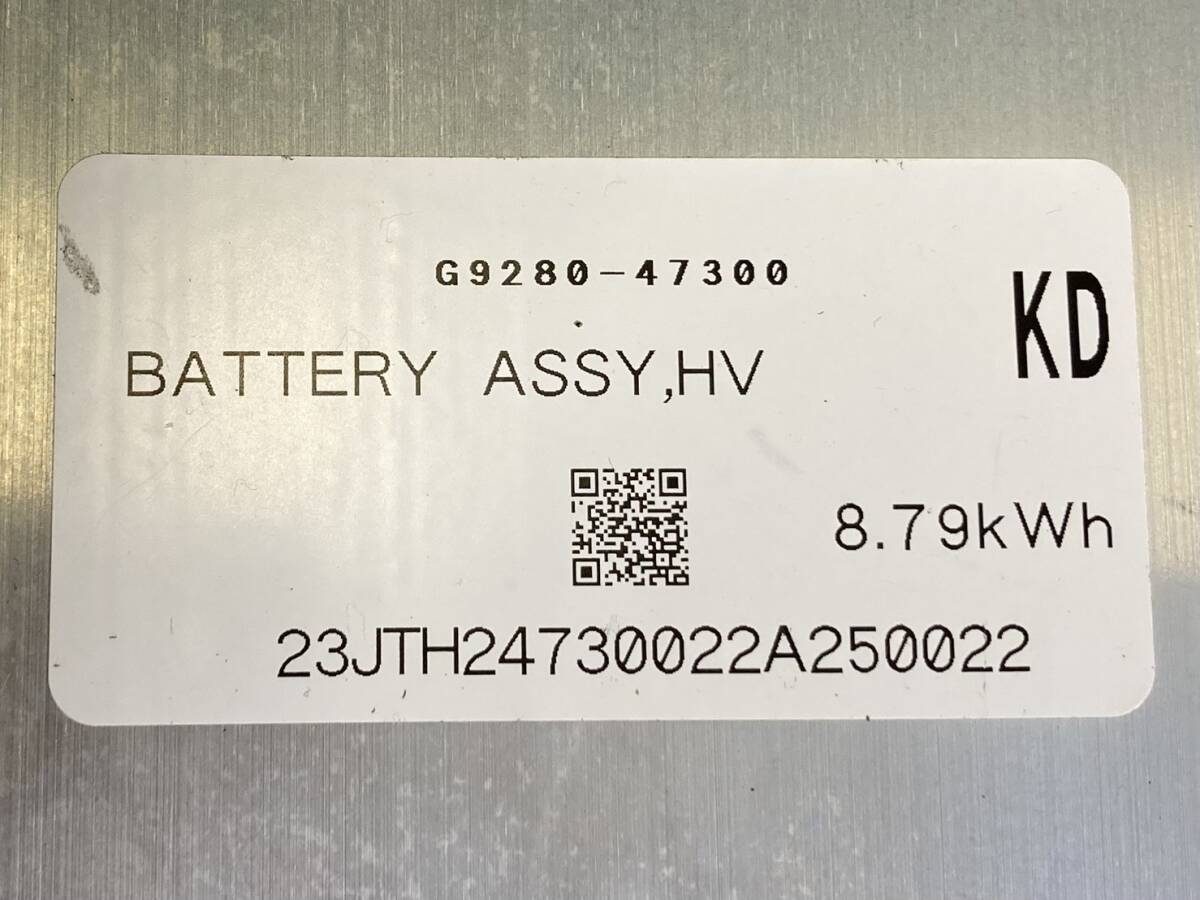 G9280-47300
KD
BATTERY ASSY,HV
8.79kWh
23JTH24730022A250022